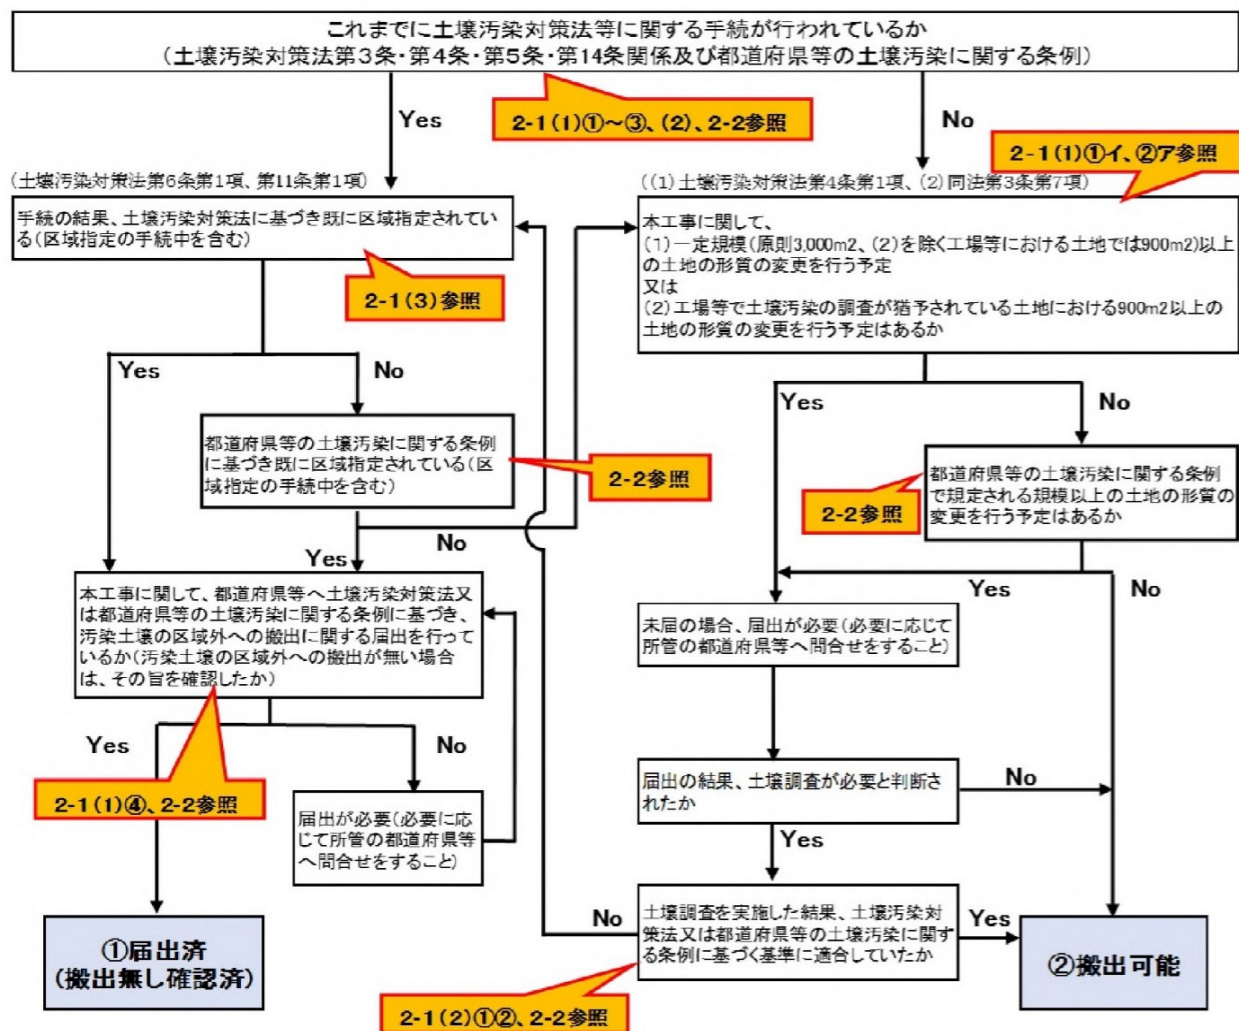 これまでに土壌汚染対策法等に関する手続が行われているか
(土壌汚染対策法第3条・第4条・第5条・第14条関係及び都道府県等の土壌汚染に関する条例)
Yes
2-1(1)①~③、(2)、2-2参照
No
2-1(1)①イ、②ア参照
(土壌汚染対策法第6条第1項、第11条第1項)
((1)土壌汚染対策法第4条第1項、(2)同法第3条第7項)
手続の結果、土壌汚染対策法に基づき既に区域指定されてい
る(区域指定の手続中を含む)
2-1(3)参照
本工事に関して、
(1)一定規模(原則3,000m2、(2)を除く工場等における土地では900m2)以上
の土地の形質の変更を行う予定
又は
(2)工場等で土壌汚染の調査が猶予されている土地における900m2以上の
土地の形質の変更を行う予定はあるか
Yes
No
Yes
No
都道府県等の土壌汚染に関する条例
に基づき既に区域指定されている(区
域指定の手続中を含む)
2-2参照
都道府県等の土壌汚染に関する条例
で規定される規模以上の土地の形質の
変更を行う予定はあるか
2-2参照
Yes
No
Yes
No
本工事に関して、都道府県等へ土壌汚染対策法又
は都道府県等の土壌汚染に関する条例に基づき、
汚染土壌の区域外への搬出に関する届出を行っ
ているか(汚染土壌の区域外への搬出が無い場合
は、その旨を確認したか)
未届の場合、届出が必要(必要に応じて
所管の都道府県等へ問合せをすること)
Yes
No
2-1(1)④、2-2参照
届出が必要(必要に応
じて所管の都道府県等
へ問合せをすること)
届出の結果、土壌調査が必要と判断さ
れたか
No
Yes
土壌調査を実施した結果、土壌汚染対
策法又は都道府県等の土壌汚染に関す
る条例に基づく基準に適合していたか
No
Yes
2-1(2)①②、2-2参照
①届出済
(搬出無し確認済)
②搬出可能